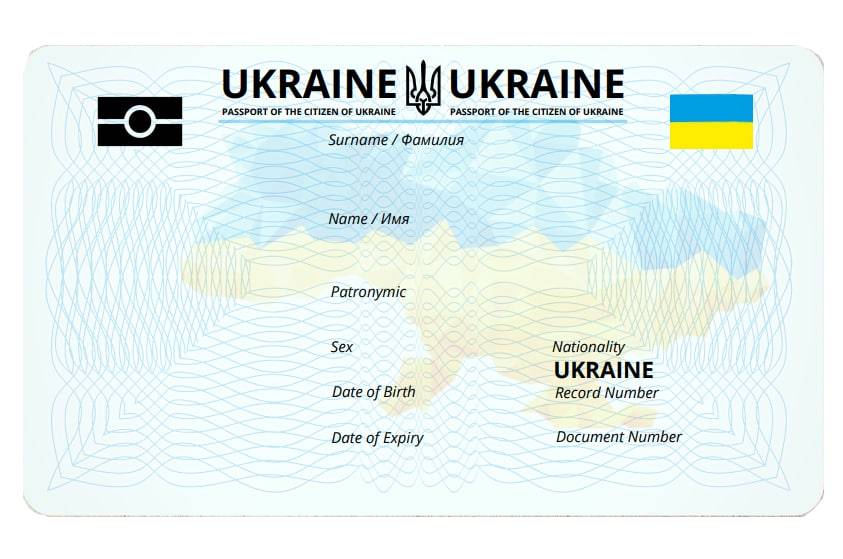 UKRAINE UKRAINE
PASSPORT OF THE CITIZEN OF UKRAINE PASSPORT OF THE CITIZEN OF UKRAINE
Surname / Фамилия
Name / Имя
Patronymic
Sex Nationality
UKRAINE
Date of Birth Record Number
Date of Expiry Document Number